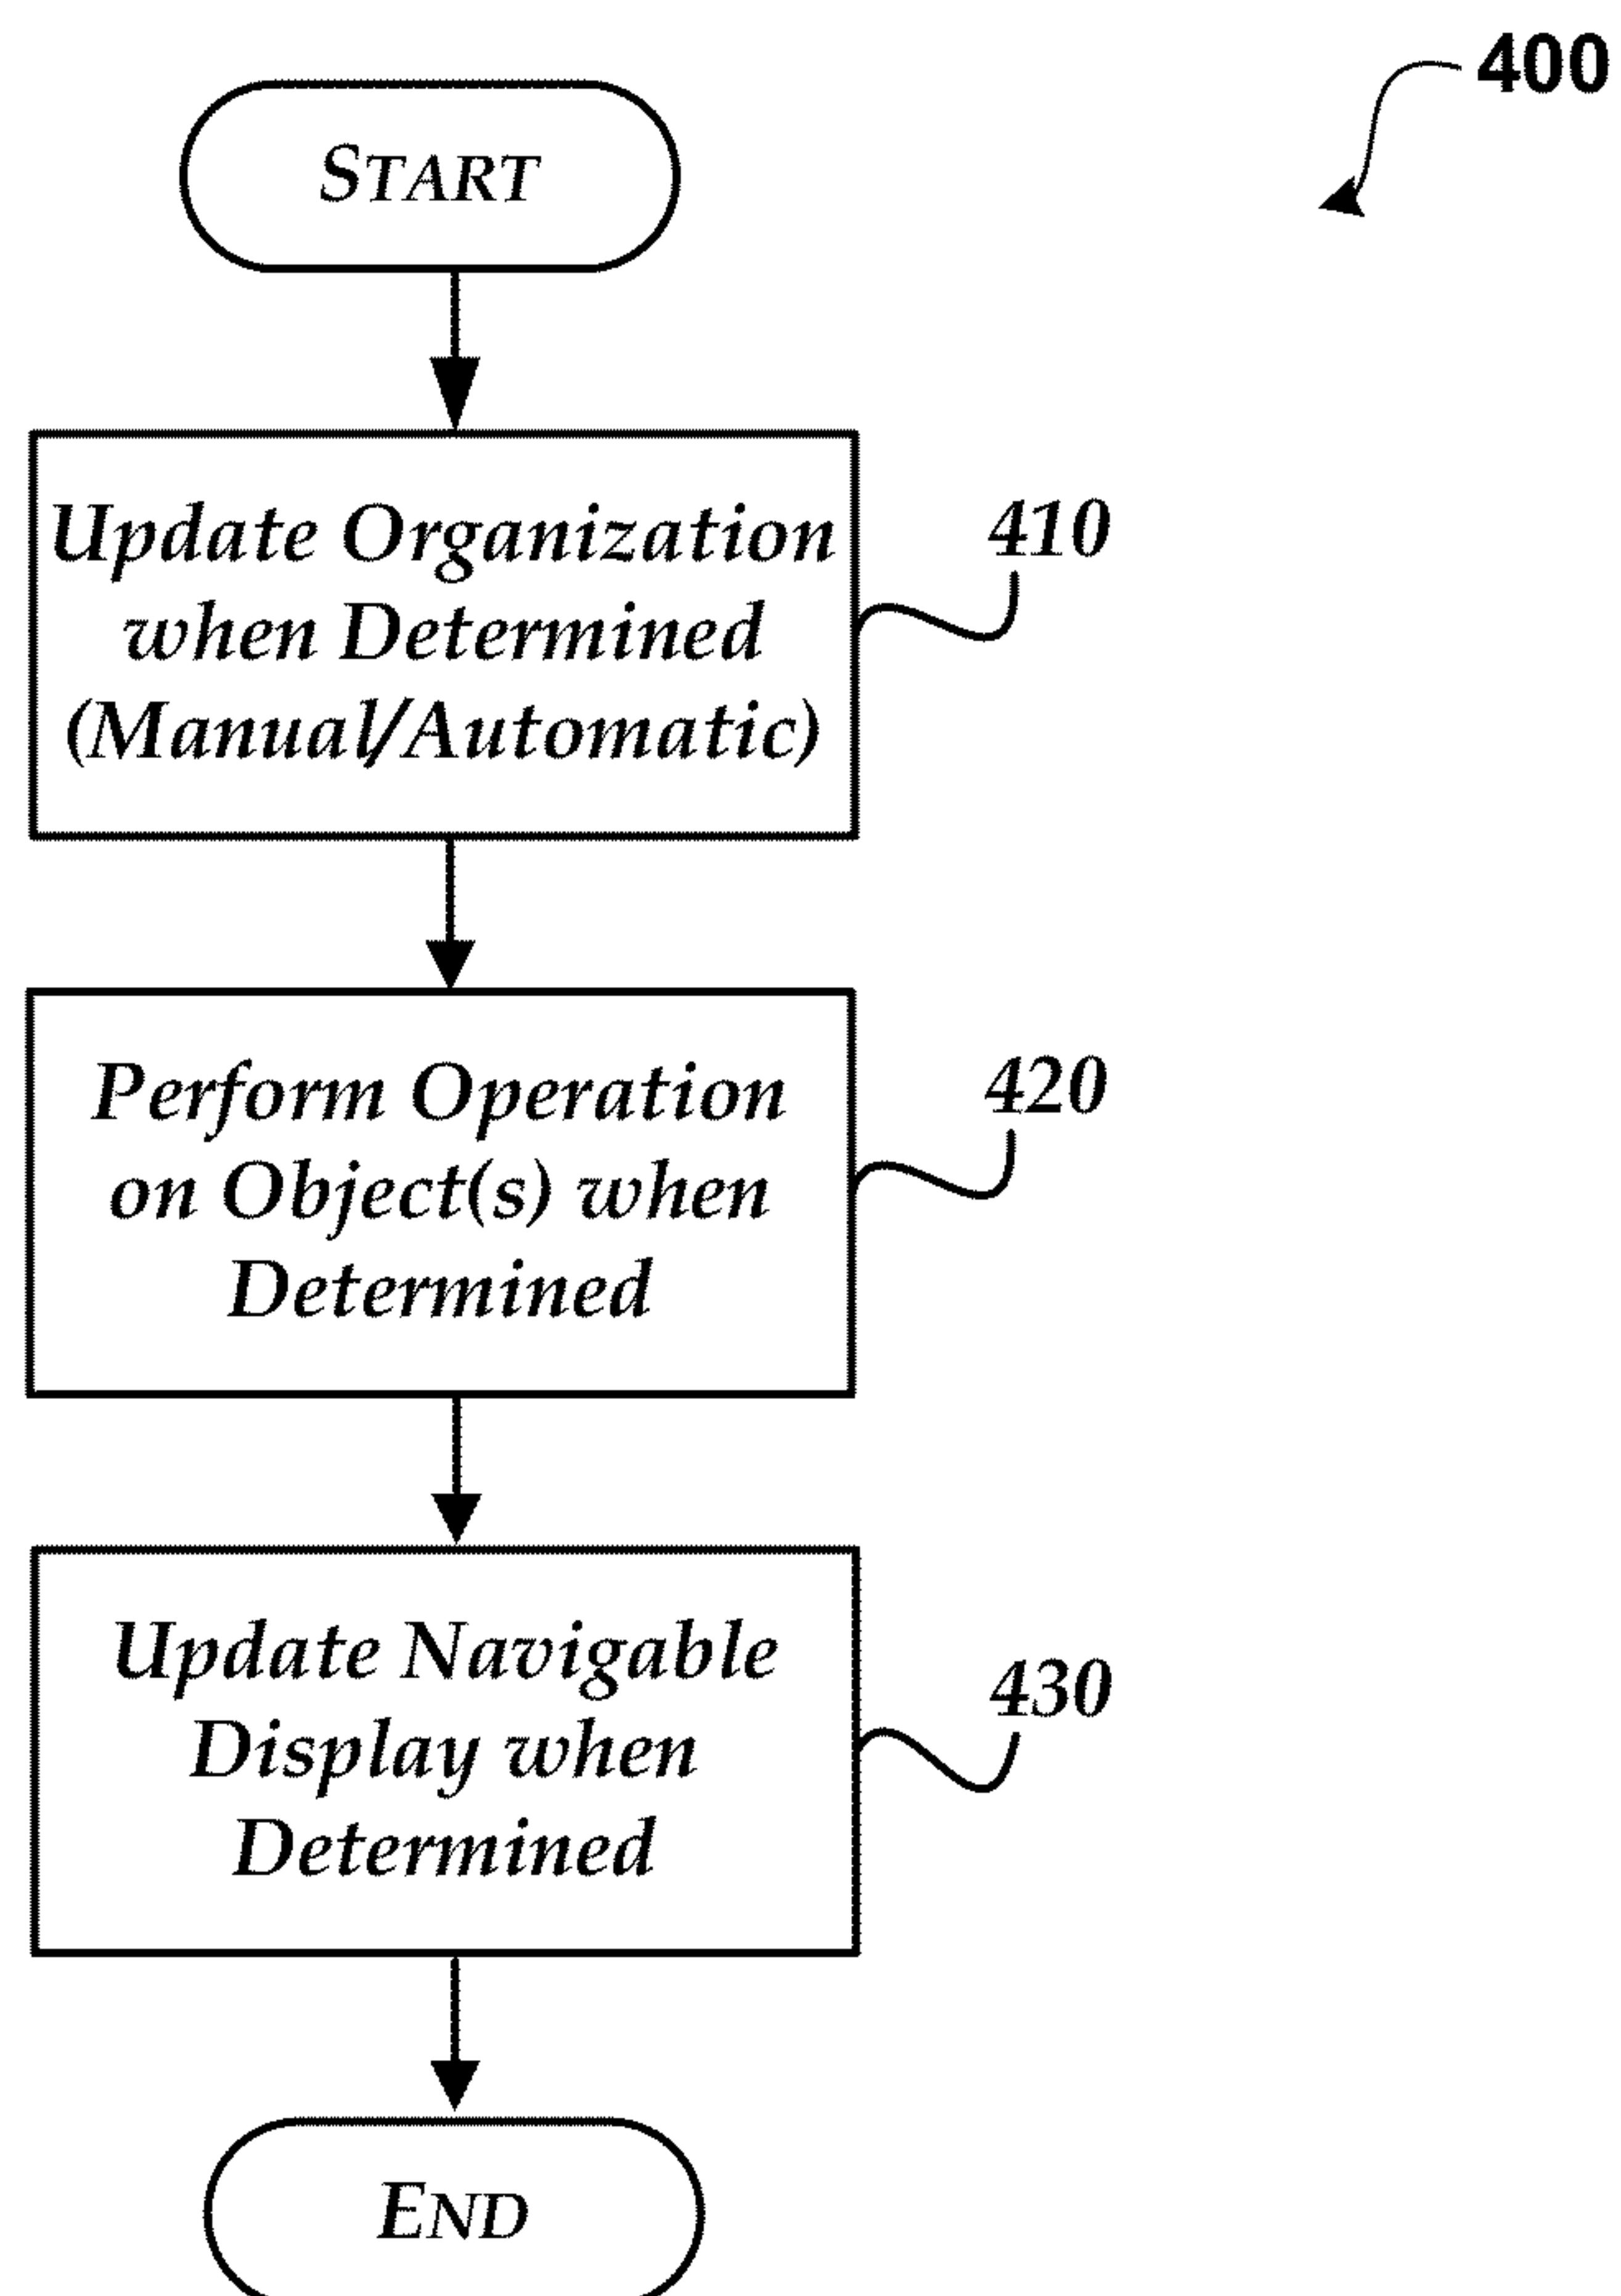 400
START
Update Organization
when Determined
(Manual/Automatic)
410
Perform Operation
on Object(s) when
Determined
420
Update Navigable
Display when
Determined
430
END